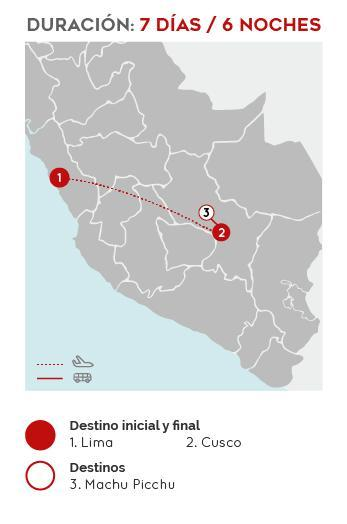 DURACIÓN: 7 DÍAS / 6 NOCHES
1
3
2
Destino inicial y final
1. Lima 2. Cusco
Destinos
3. Machu Picchu